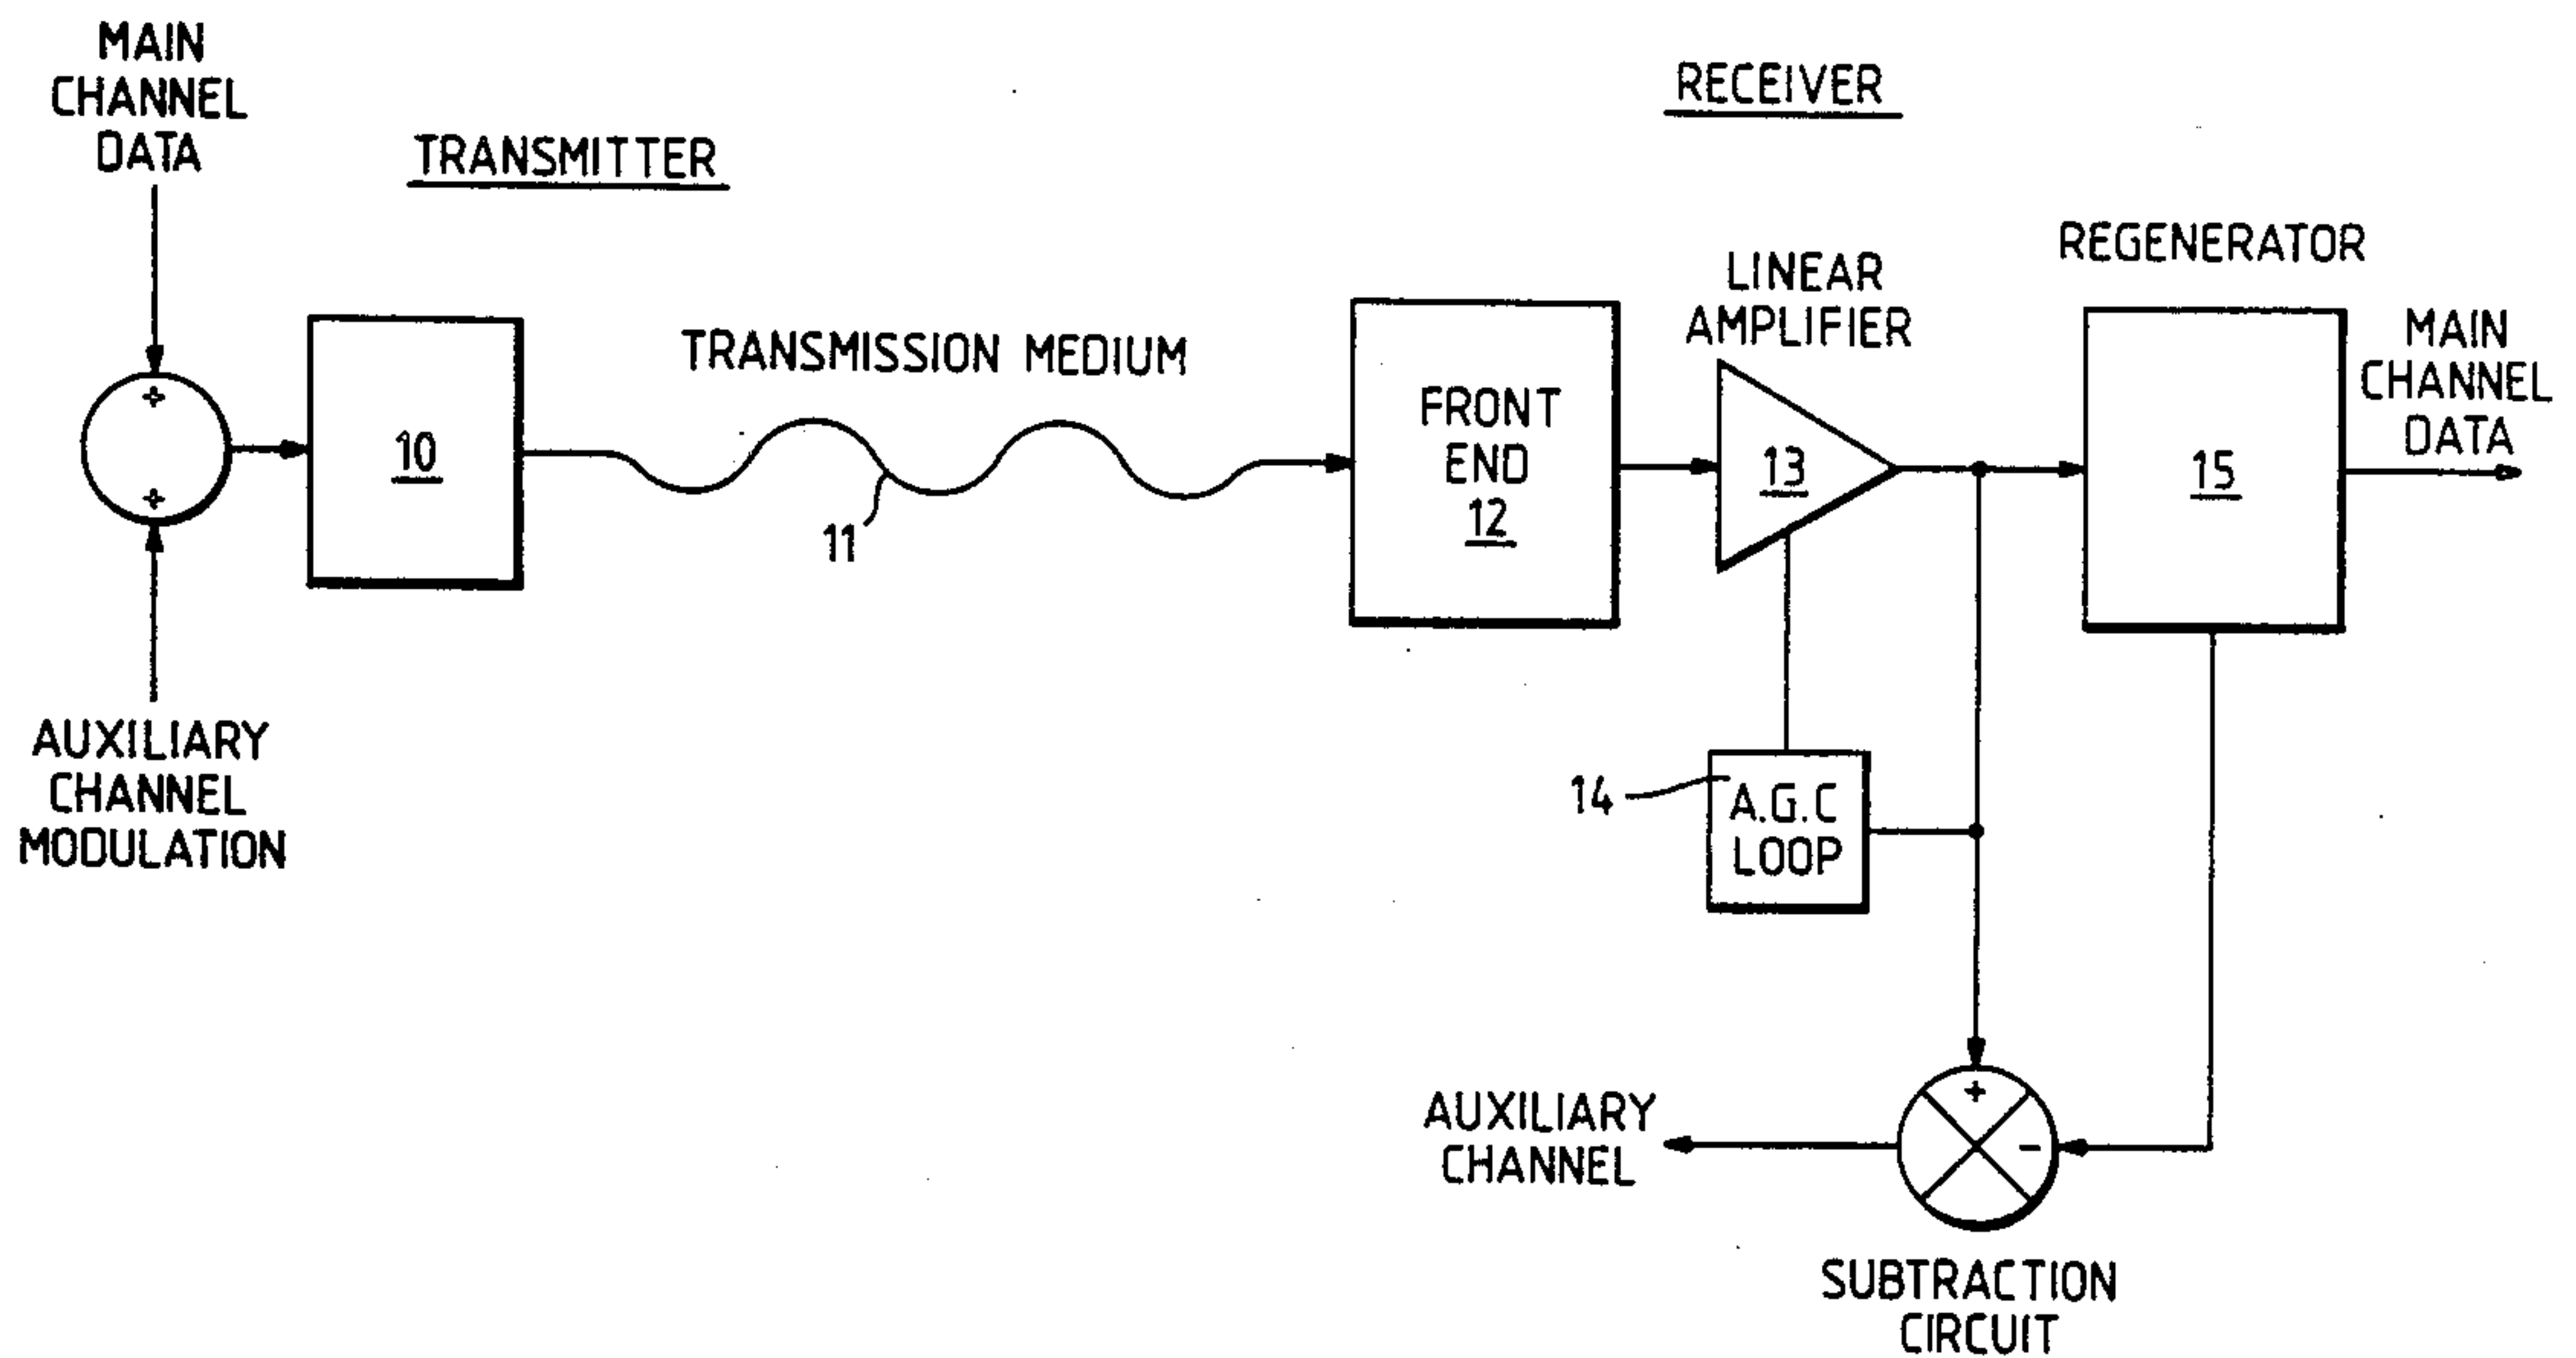 MAIN
CHANNEL
DATA
TRANSMITTER
RECEIVER
+
+
10
AUXILIARY
CHANNEL
MODULATION
TRANSMISSION MEDIUM
11
FRONT
END
12
LINEAR
AMPLIFIER
13
REGENERATOR
15
MAIN
CHANNEL
DATA
14
A.G.C
LOOP
+
-
AUXILIARY
CHANNEL
SUBTRACTION
CIRCUIT